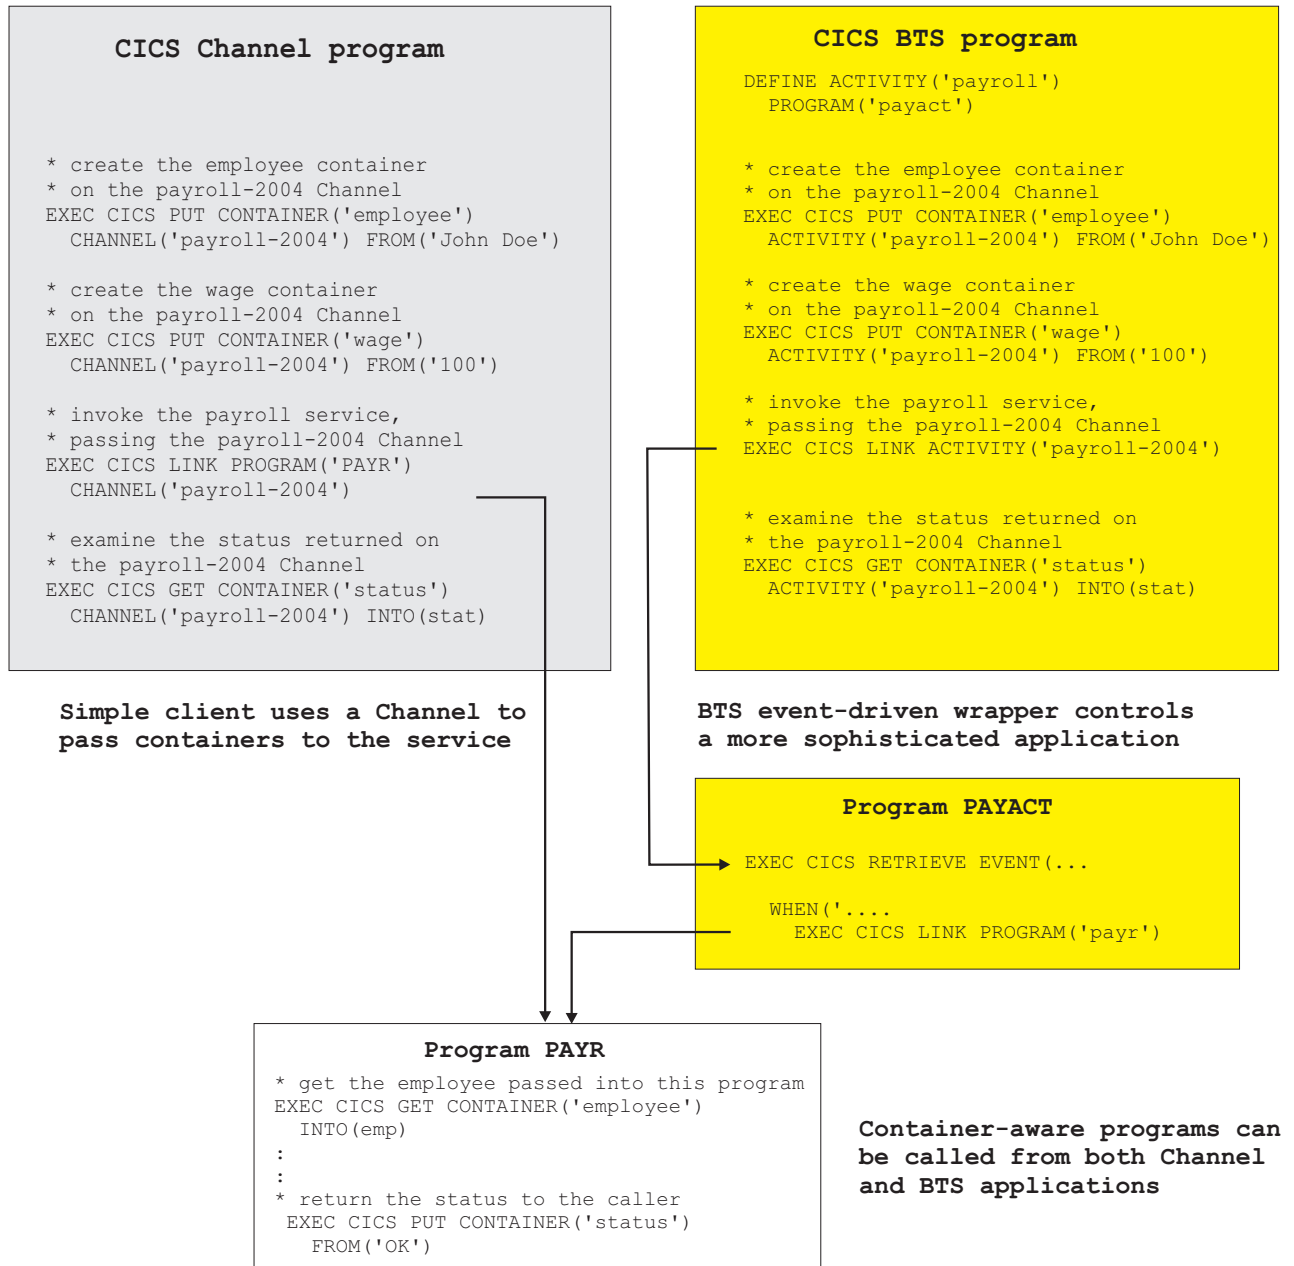 CICS Channel program
* create the employee container
* on the payroll-2004 Channel
EXEC CICS PUT CONTAINER('employee')
CHANNEL('payroll-2004') FROM('John Doe')
* create the wage container
* on the payroll-2004 Channel
EXEC CICS PUT CONTAINER('wage')
CHANNEL('payroll-2004') FROM('100')
* invoke the payroll service,
* passing the payroll-2004 Channel
EXEC CICS LINK PROGRAM('PAYR')
CHANNEL('payroll-2004')
* examine the status returned on
* the payroll-2004 Channel
EXEC CICS GET CONTAINER('status')
CHANNEL('payroll-2004') INTO(stat)
Simple client uses a Channel to
pass containers to the service
CICS BTS program
DEFINE ACTIVITY('payroll')
PROGRAM('payact')
* create the employee container
* on the payroll-2004 Channel
EXEC CICS PUT CONTAINER('employee')
ACTIVITY('payroll-2004') FROM('John Doe')
* create the wage container
* on the payroll-2004 Channel
EXEC CICS PUT CONTAINER('wage')
ACTIVITY('payroll-2004') FROM('100')
* invoke the payroll service,
* passing the payroll-2004 Channel
EXEC CICS LINK ACTIVITY('payroll-2004')
* examine the status returned on
* the payroll-2004 Channel
EXEC CICS GET CONTAINER('status')
ACTIVITY('payroll-2004') INTO(stat)
BTS event-driven wrapper controls
a more sophisticated application
Program PAYACT
EXEC CICS RETRIEVE EVENT(...
WHEN('....
EXEC CICS LINK PROGRAM('payr')
Program PAYR
* get the employee passed into this program
EXEC CICS GET CONTAINER('employee')
INTO(emp)
:
:
* return the status to the caller
EXEC CICS PUT CONTAINER('status')
FROM('OK')
Container-aware programs can
be called from both Channel
and BTS applications